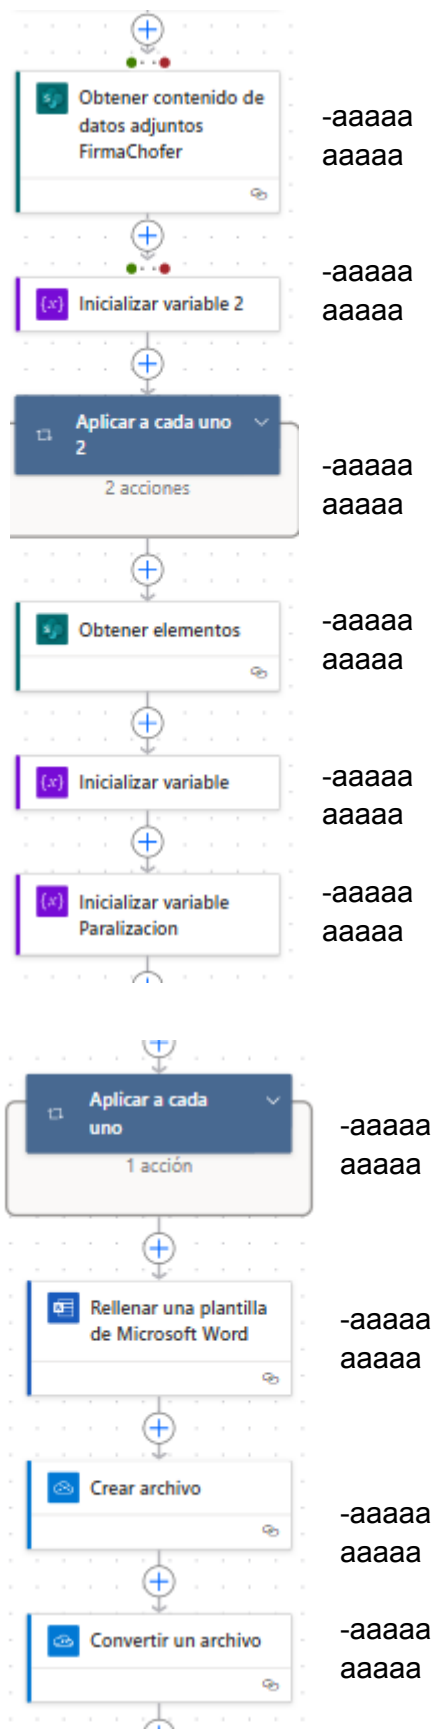 Obtener contenido de
datos adjuntos
FirmaChofer
-aaaaa
aaaaa
{x} Inicializar variable 2
-aaaaa
aaaaa
Aplicar a cada uno
2
2 acciones
-aaaaa
aaaaa
Obtener elementos
-aaaaa
aaaaa
{x} Inicializar variable
-aaaaa
aaaaa
{x} Inicializar variable
Paralizacion
-aaaaa
aaaaa
Aplicar a cada
uno
1 acción
-aaaaa
aaaaa
Rellenar una plantilla
de Microsoft Word
-aaaaa
aaaaa
Crear archivo
-aaaaa
aaaaa
Convertir un archivo
-aaaaa
aaaaa